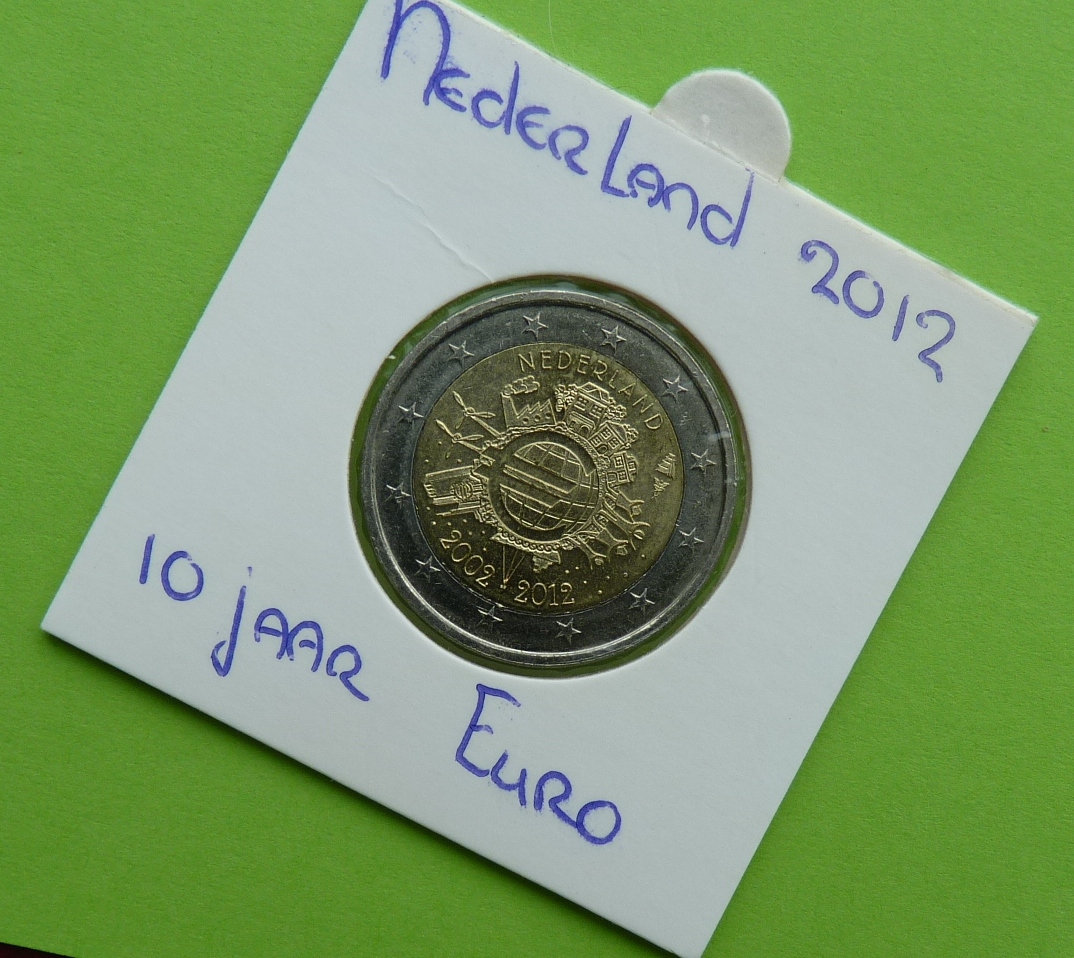 Nederland 2012
NEDERLAND
2002 2012
10 jaar Euro